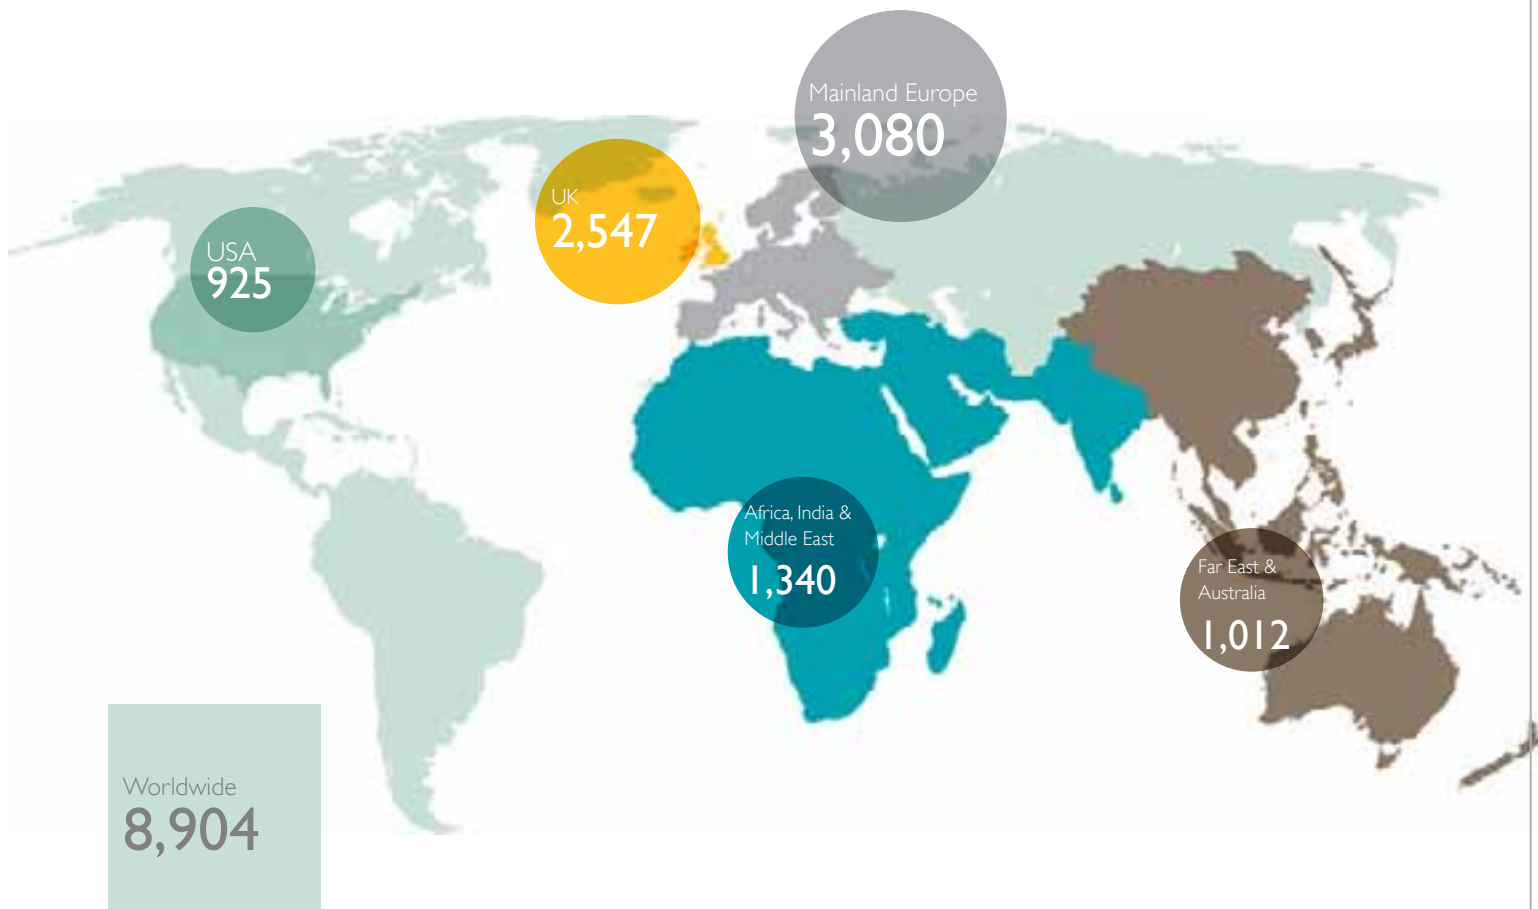 Mainland Europe
3,080
UK
2,547
USA
925
Africa, India &
Middle East
1,340
Far East &
Australia
1,012
Worldwide
8,904